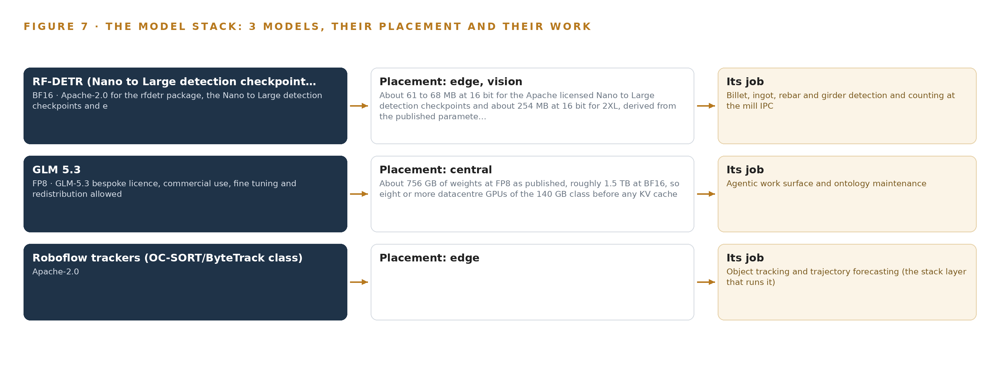 FIGURE 7 · THE MODEL STACK: 3 MODELS, THEIR PLACEMENT AND THEIR WORK
RF-DETR (Nano to Large detection checkpoint…
BF16 · Apache-2.0 for the rfdetr package, the Nano to Large detection
checkpoints and e
Placement: edge, vision
About 61 to 68 MB at 16 bit for the Apache licensed Nano to Large
detection checkpoints and about 254 MB at 16 bit for 2XL, derived from
the published paramete…
Its job
Billet, ingot, rebar and girder detection and counting at
the mill IPC
GLM 5.3
FP8 · GLM-5.3 bespoke licence, commercial use, fine tuning and
redistribution allowed
Placement: central
About 756 GB of weights at FP8 as published, roughly 1.5 TB at BF16, so
eight or more datacentre GPUs of the 140 GB class before any KV cache
Its job
Agentic work surface and ontology maintenance
Roboflow trackers (OC-SORT/ByteTrack class)
Apache-2.0
Placement: edge
Its job
Object tracking and trajectory forecasting (the stack layer
that runs it)